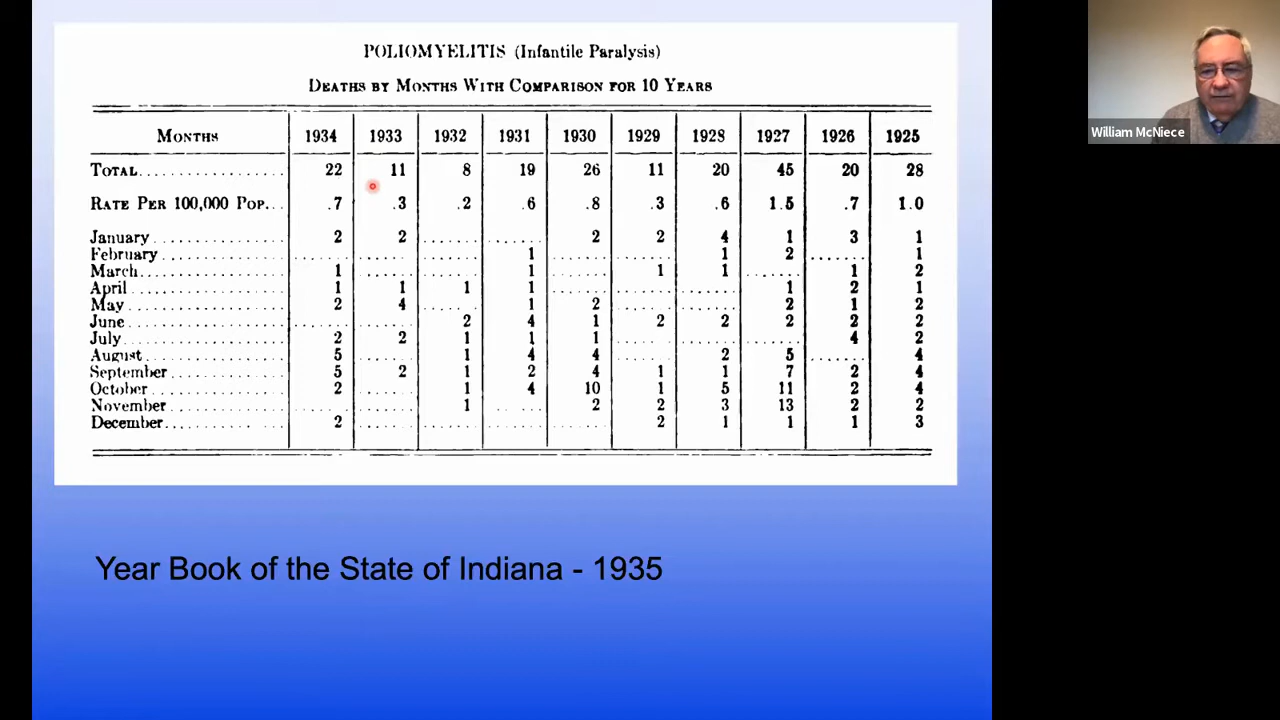 POLIOMYELITIS (Infantile Paralysis)
DEATHS BY MONTHS WITH COMPARISON FOR 10 YEARS
MONTHS 1934 1933 1932 1931 1930 1929 1928 1927 1926 1925
TOTAL 22 11 8 19 26 11 20 45 20 28
RATE PER 100,000 POP... .7 .3 .2 .6 .8 .3 .6 1.5 .7 1.0
January 2 2 ...... ...... 2 2 4 1 3 1
February ...... ...... ...... 1 ...... ...... 1 2 ...... 1
March 1 ...... ...... 1 ...... 1 1 ...... 1 2
April 1 1 1 1 ...... ...... ...... 1 2 1
May 2 4 ...... 1 2 ...... ...... 2 1 2
June ...... ...... 2 4 1 2 2 2 2 2
July 2 2 1 1 1 ...... ...... ...... 4 2
August 5 ...... 1 4 4 ...... 2 5 ...... 4
September 5 2 1 2 4 1 1 7 2 4
October 2 ...... 1 4 10 1 5 11 2 4
November ...... ...... 1 ...... 2 2 3 13 2 2
December 2 ...... ...... ...... ...... 2 1 1 1 3
Year Book of the State of Indiana - 1935
William McNiece